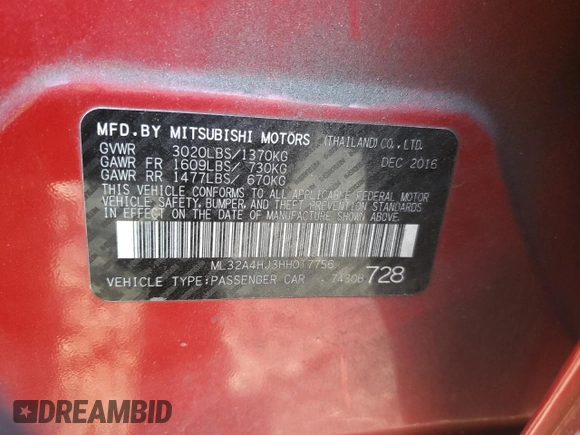 MFD.BY MITSUBISHI MOTORS (THAILAND) CO., LTD.
GVWR 3020LBS/1370KG DEC 2016
GAWR FR 1609LBS/ 730KG
GAWR RR 1477LBS/ 670KG
THIS VEHICLE CONFORMS TO ALL APPLICABLE FEDERAL MOTOR
VEHICLE SAFETY, BUMPER, AND THEFT PREVENTION STANDARDS
IN EFFECT ON THE DATE OF MANUFACTURE SHOWN ABOVE.
ML32A4HJ3HH017756
VEHICLE TYPE:PASSENGER CAR 728
DREAMBID